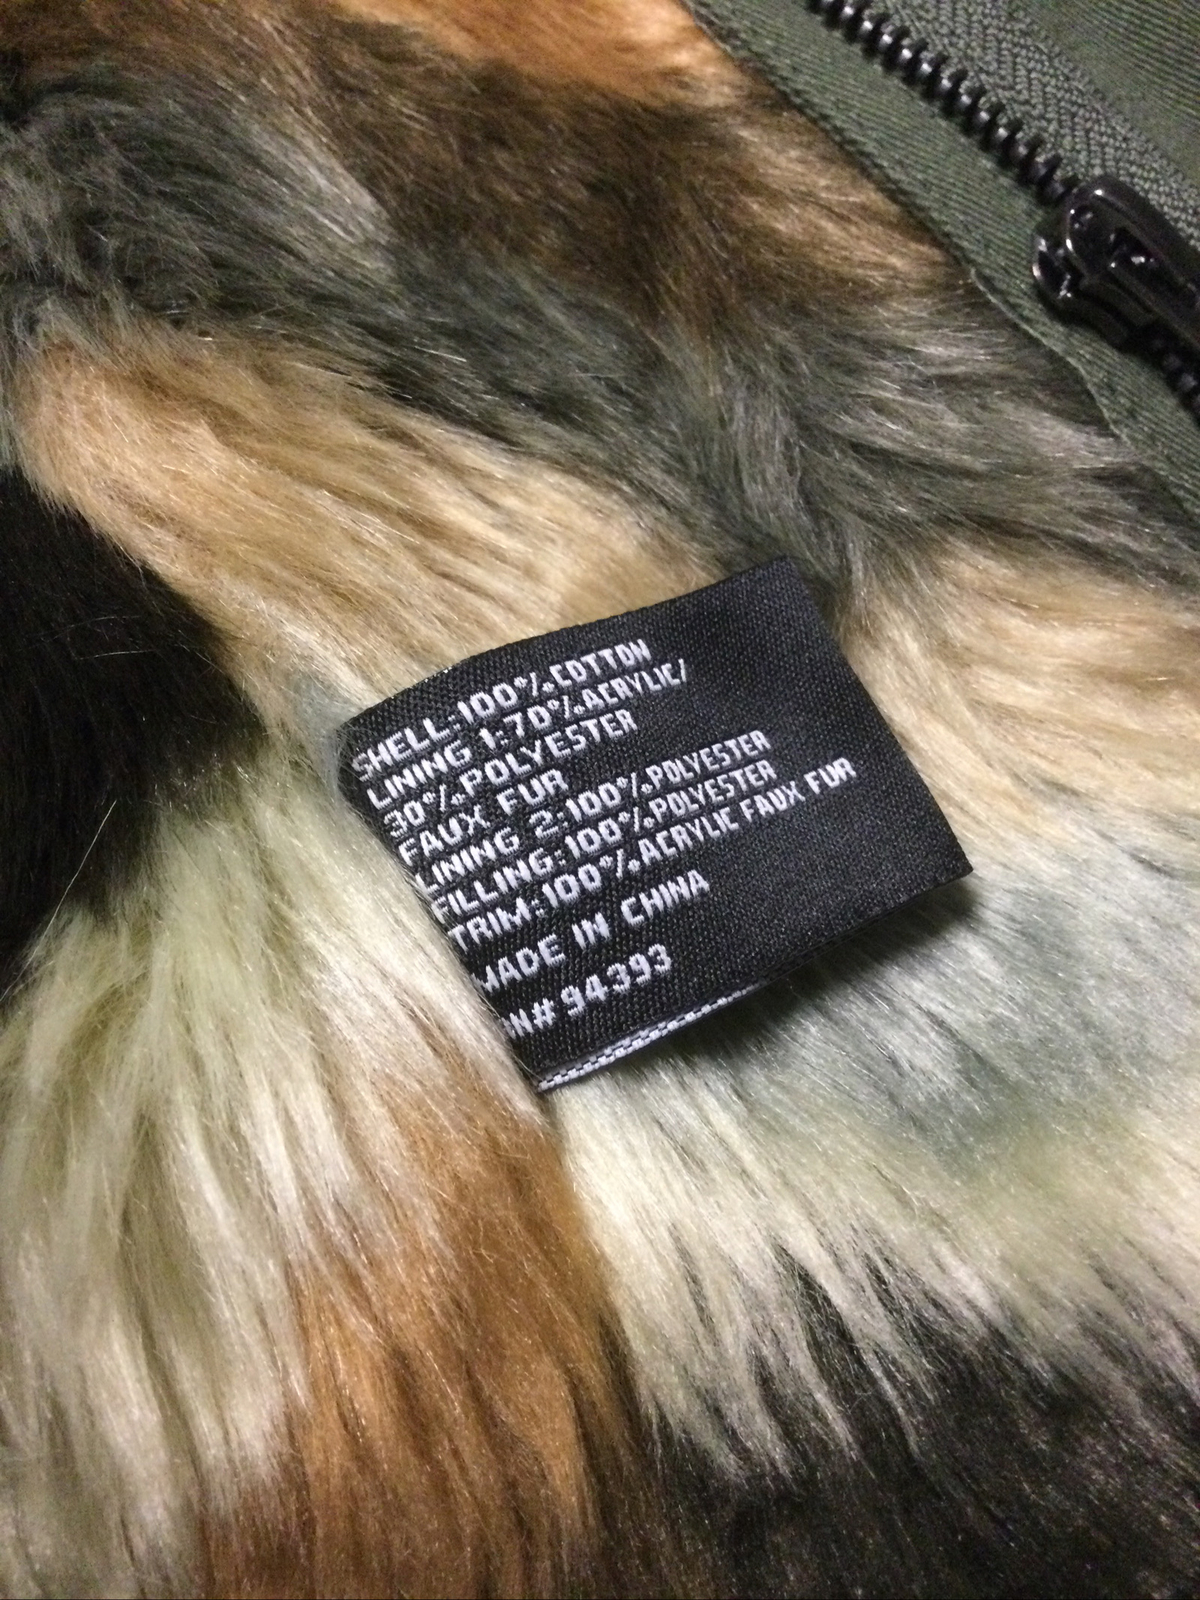 SHELL:100%COTTON
LINING 1:70%ACRYLIC/
30%POLYESTER
FAUX FUR
LINING 2:100%POLYESTER
FILLING:100%POLYESTER
TRIM:100%ACRYLIC FAUX FUR
MADE IN CHINA
RN# 94393